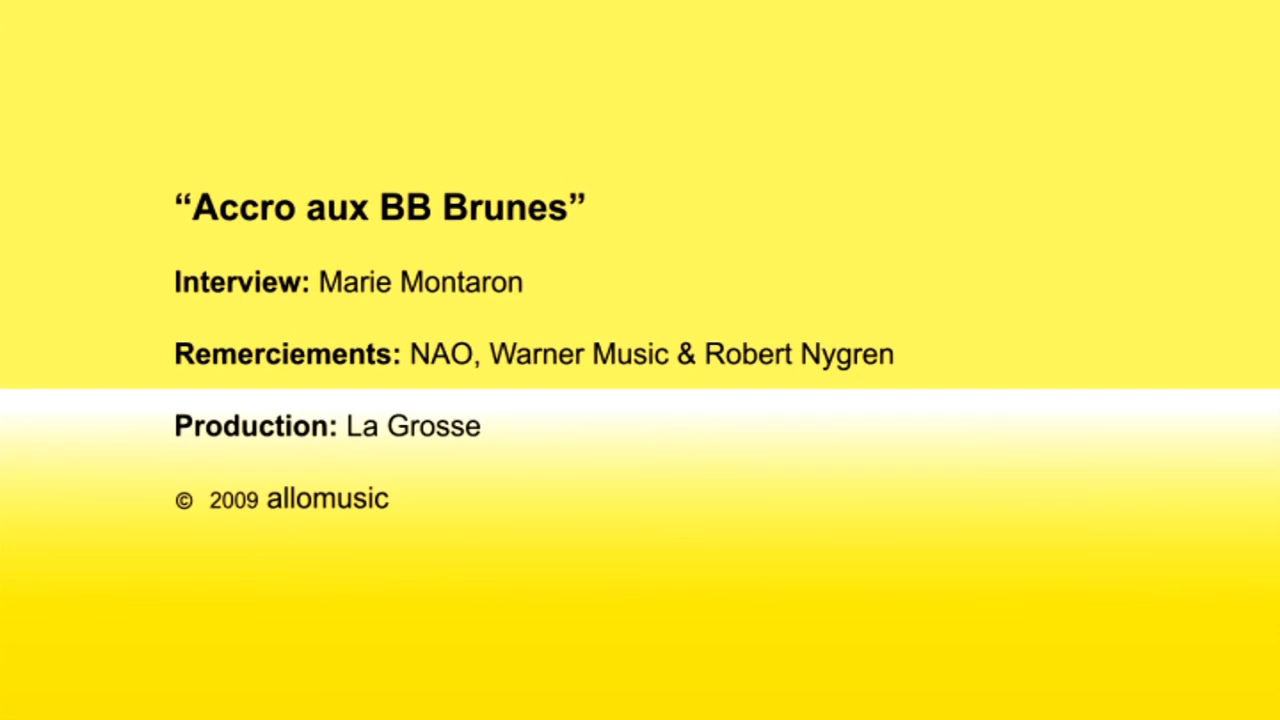 “Accro aux BB Brunes”
Interview: Marie Montaron
Remerciements: NAO, Warner Music & Robert Nygren
Production: La Grosse
© 2009 allomusic